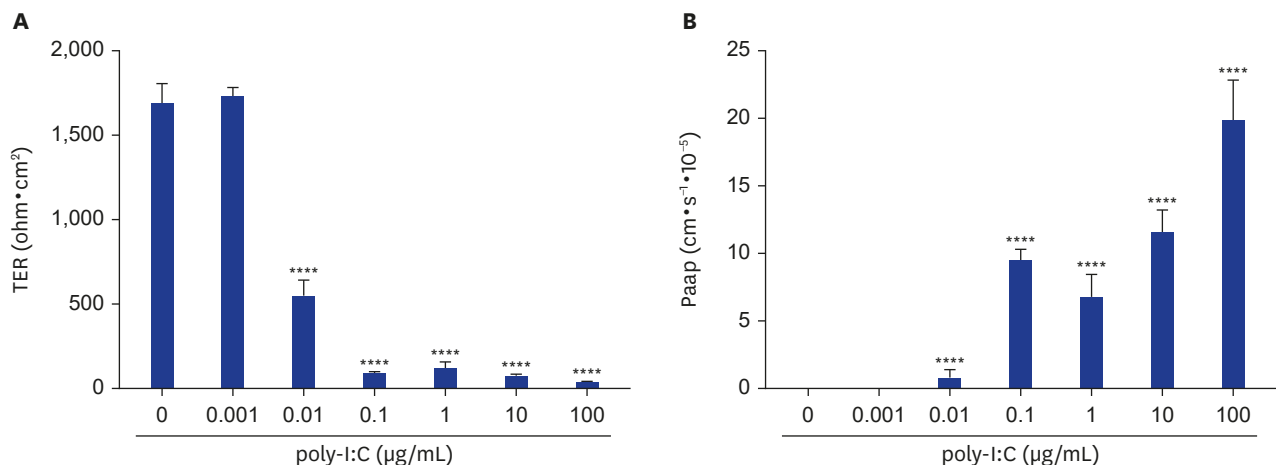 A
TER (ohm•cm²)
2,000
1,500
1,000
500
0
****
****
****
****
****
0 0.001 0.01 0.1 1 10 100
poly-I:C (µg/mL)
B
Paap (cm•s⁻¹•10⁻⁵)
25
20
15
10
5
0
****
****
****
****
****
0 0.001 0.01 0.1 1 10 100
poly-I:C (µg/mL)